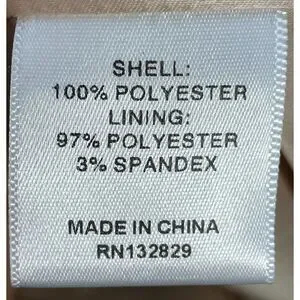 SHELL:
100% POLYESTER
LINING:
97% POLYESTER
3% SPANDEX
MADE IN CHINA
RN132829